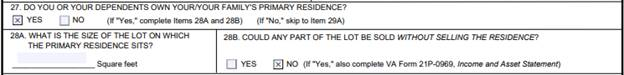 27. DO YOU OR YOUR DEPENDENTS OWN YOUR/YOUR FAMILY'S PRIMARY RESIDENCE?
X YES NO (If "Yes," complete Items 28A and 28B) (If "No," skip to Item 29A)
28A. WHAT IS THE SIZE OF THE LOT ON WHICH
THE PRIMARY RESIDENCE SITS?
Square feet
28B. COULD ANY PART OF THE LOT BE SOLD WITHOUT SELLING THE RESIDENCE?
YES X NO (If "Yes," also complete VA Form 21P-0969, Income and Asset Statement)